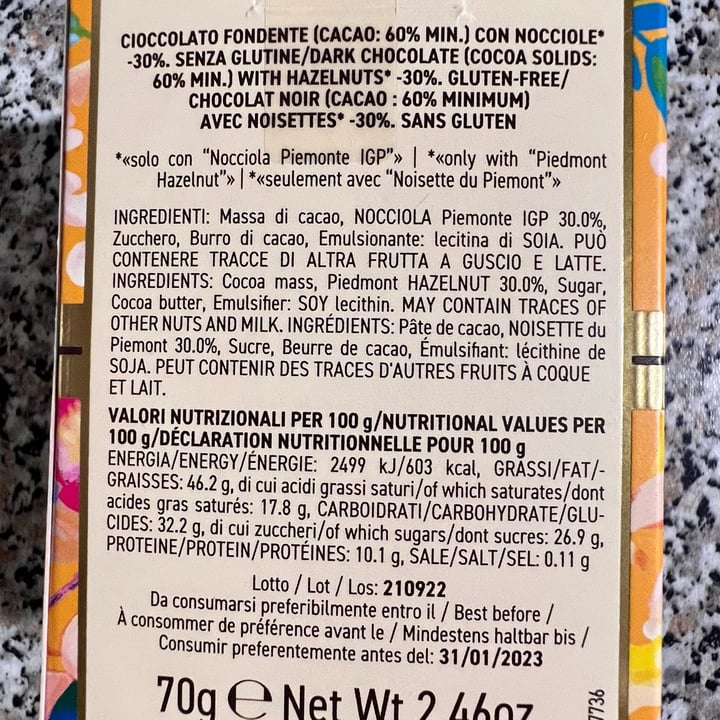 CIOCCOLATO FONDENTE (CACAO: 60% MIN.) CON NOCCIOLE*
-30%. SENZA GLUTINE/DARK CHOCOLATE (COCOA SOLIDS:
60% MIN.) WITH HAZELNUTS* -30%. GLUTEN-FREE/
CHOCOLAT NOIR (CACAO : 60% MINIMUM)
AVEC NOISETTES* -30%. SANS GLUTEN
*«solo con "Nocciola Piemonte IGP"» | *«only with "Piedmont
Hazelnut"» | *«seulement avec "Noisette du Piemont"»
INGREDIENTI: Massa di cacao, NOCCIOLA Piemonte IGP 30.0%,
Zucchero, Burro di cacao, Emulsionante: lecitina di SOIA. PUÒ
CONTENERE TRACCE DI ALTRA FRUTTA A GUSCIO E LATTE.
INGREDIENTS: Cocoa mass, Piedmont HAZELNUT 30.0%, Sugar,
Cocoa butter, Emulsifier: SOY lecithin. MAY CONTAIN TRACES OF
OTHER NUTS AND MILK. INGRÉDIENTS: Pâte de cacao, NOISETTE du
Piemont 30.0%, Sucre, Beurre de cacao, Émulsifiant: lécithine de
SOJA. PEUT CONTENIR DES TRACES D'AUTRES FRUITS À COQUE
ET LAIT.
VALORI NUTRIZIONALI PER 100 g/NUTRITIONAL VALUES PER
100 g/DÉCLARATION NUTRITIONNELLE POUR 100 g
ENERGIA/ENERGY/ÉNERGIE: 2499 kJ/603 kcal, GRASSI/FAT/-
GRAISSES: 46.2 g, di cui acidi grassi saturi/of which saturates/dont
acides gras saturés: 17.8 g, CARBOIDRATI/CARBOHYDRATE/GLU-
CIDES: 32.2 g, di cui zuccheri/of which sugars/dont sucres: 26.9 g,
PROTEINE/PROTEIN/PROTÉINES: 10.1 g, SALE/SALT/SEL: 0.11 g
Lotto / Lot / Los: 210922
Da consumarsi preferibilmente entro il / Best before /
À consommer de préférence avant le / Mindestens haltbar bis /
Consumir preferentemente antes del: 31/01/2023
70g ℮ Net Wt 2.46oz
7736